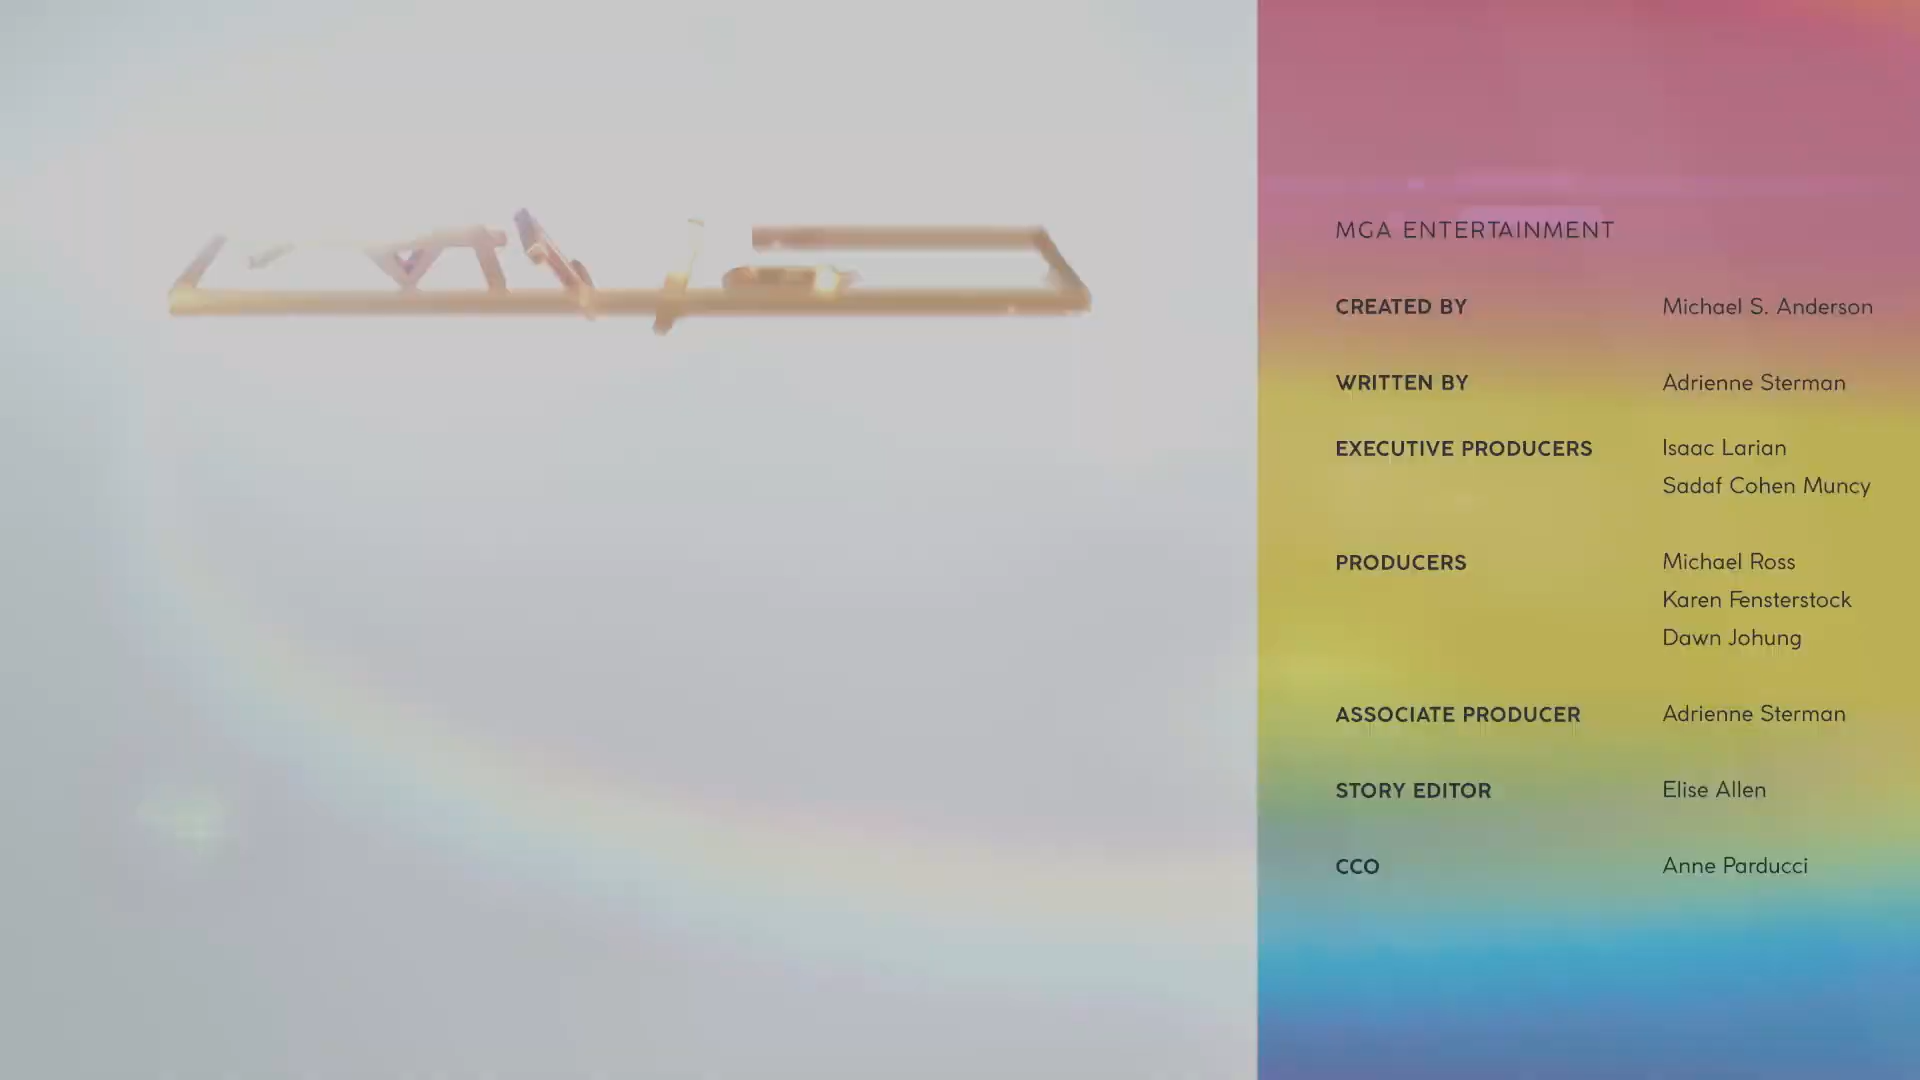 MGA ENTERTAINMENT
CREATED BY Michael S. Anderson
WRITTEN BY Adrienne Sterman
EXECUTIVE PRODUCERS Isaac Larian
Sadaf Cohen Muncy
PRODUCERS Michael Ross
Karen Fensterstock
Dawn Johung
ASSOCIATE PRODUCER Adrienne Sterman
STORY EDITOR Elise Allen
CCO Anne Parducci